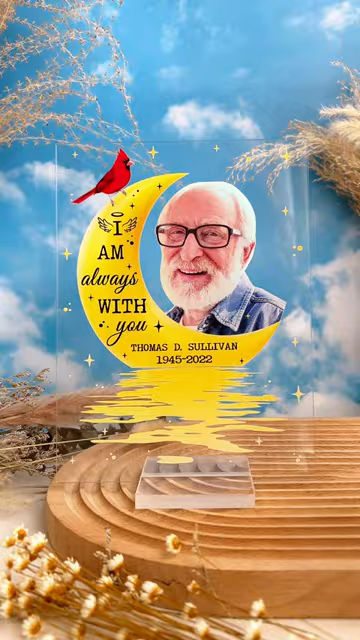 I
AM
always
WITH
you
THOMAS D. SULLIVAN
1945-2022